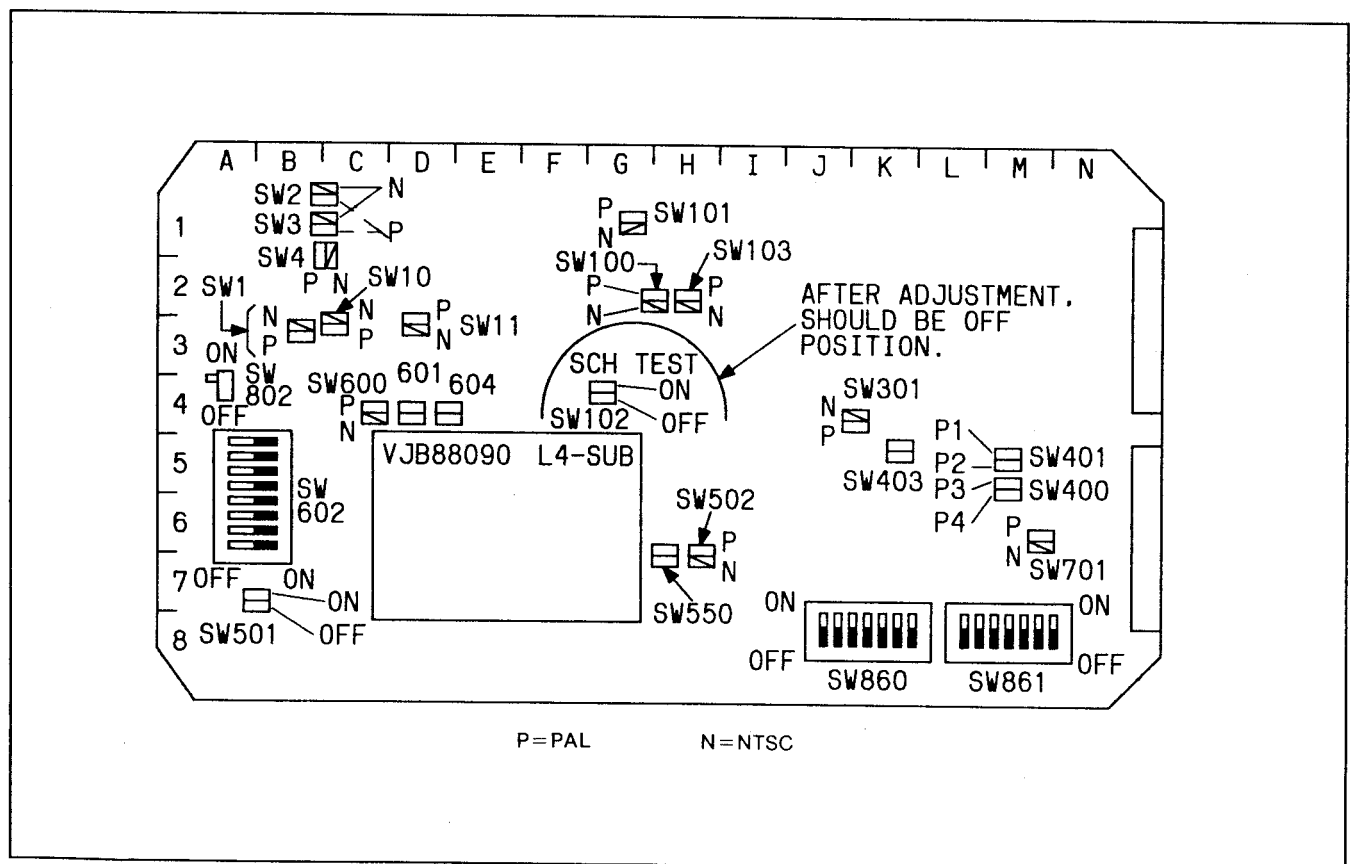 A B C D E F G H I J K L M N
1
2
3
4
5
6
7
8
SW2 N
SW3 P
SW4
P N
SW10
N
P
SW1
N
P
P
N
SW11
P
N
SW101
SW100
P
N
SW103
P
N
AFTER ADJUSTMENT.
SHOULD BE OFF
POSITION.
ON
OFF
SW
802
SW600 601 604
P
N
SCH TEST
ON
OFF
SW102
SW301
N
P
SW403
P1
P2
P3
P4
SW401
SW400
P
N
SW701
VJB88090 L4-SUB
SW
602
OFF ON
ON
OFF
SW501
SW502
P
N
SW550
ON
OFF
SW860
ON
OFF
SW861
P=PAL N=NTSC